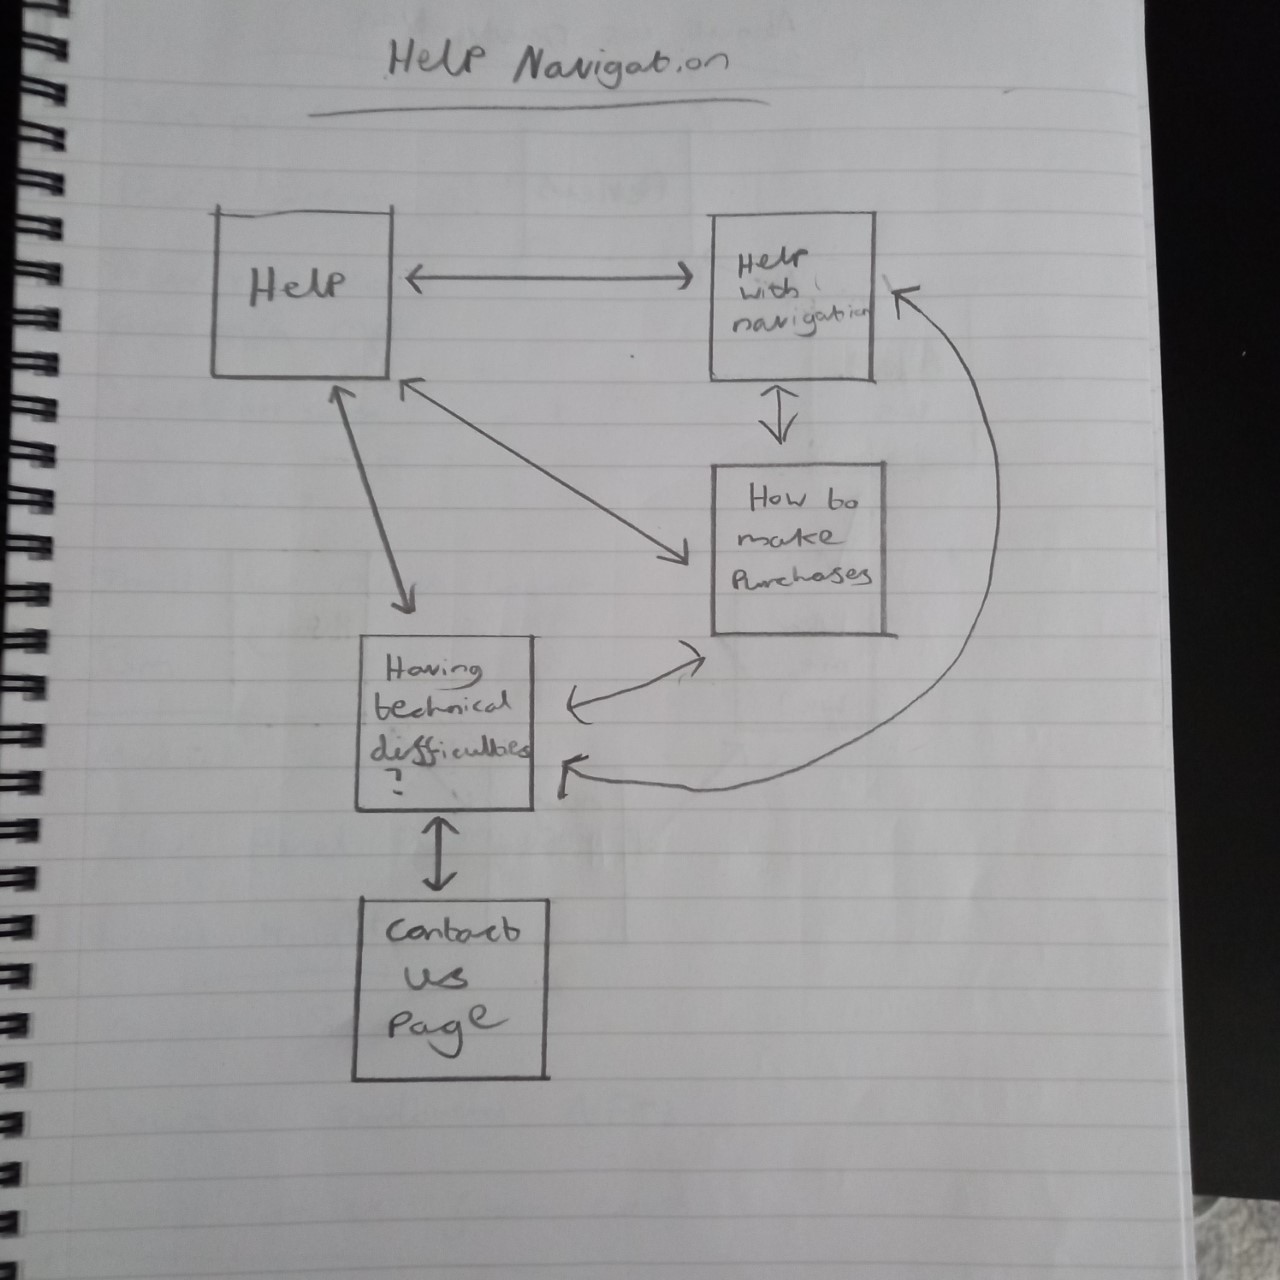 Help Navigation
Help
Help
with
navigation
How to
make
Purchases
Having
technical
difficulties
?
Contact
us
Page